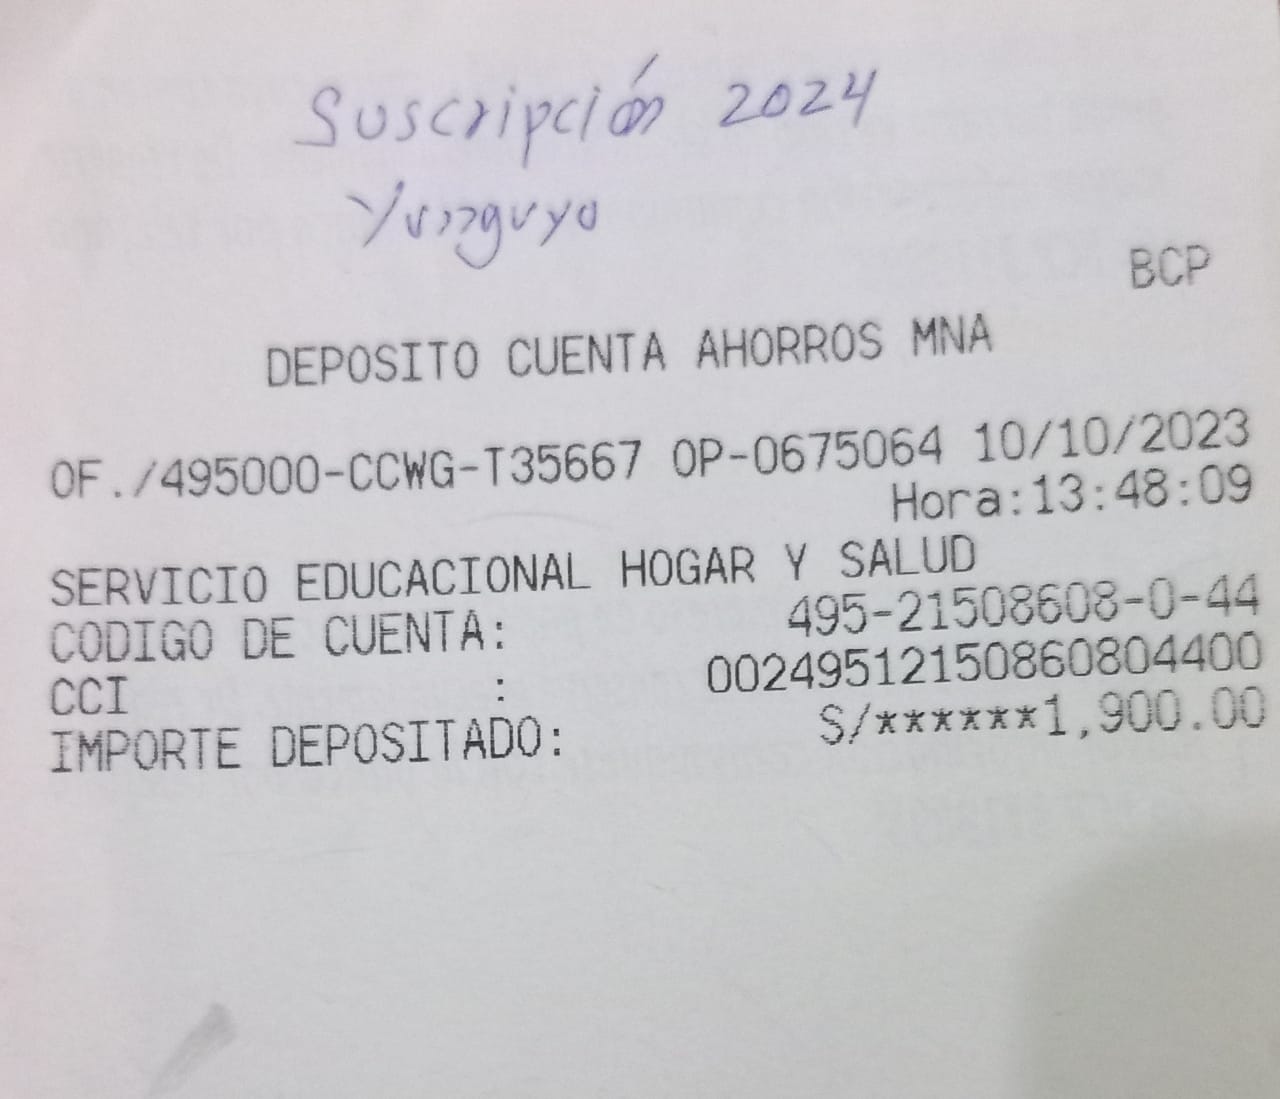 Suscripción 2024
Yunguyo
BCP
DEPOSITO CUENTA AHORROS MNA
OF./495000-CCWG-T35667 OP-0675064 10/10/2023
Hora:13:48:09
SERVICIO EDUCACIONAL HOGAR Y SALUD
CODIGO DE CUENTA: 495-21508608-0-44
CCI : 00249512150860804400
IMPORTE DEPOSITADO: S/******1,900.00